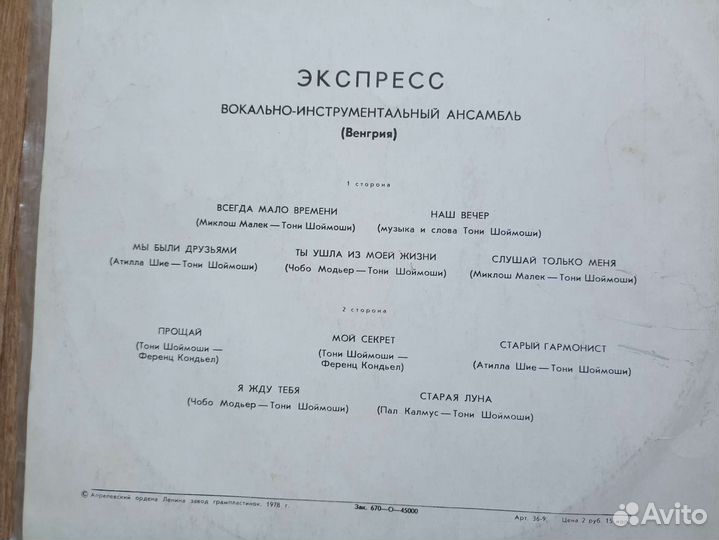 ЭКСПРЕСС
ВОКАЛЬНО-ИНСТРУМЕНТАЛЬНЫЙ АНСАМБЛЬ
(Венгрия)
1 сторона
ВСЕГДА МАЛО ВРЕМЕНИ
(Миклош Малек — Тони Шоймоши)
НАШ ВЕЧЕР
(музыка и слова Тони Шоймоши)
МЫ БЫЛИ ДРУЗЬЯМИ
(Атилла Шие — Тони Шоймоши)
ТЫ УШЛА ИЗ МОЕЙ ЖИЗНИ
(Чобо Модьер — Тони Шоймоши)
СЛУШАЙ ТОЛЬКО МЕНЯ
(Миклош Малек — Тони Шоймоши)
2 сторона
ПРОЩАЙ
(Тони Шоймоши —
Ференц Кондьел)
МОЙ СЕКРЕТ
(Тони Шоймоши —
Ференц Кондьел)
СТАРЫЙ ГАРМОНИСТ
(Атилла Шие — Тони Шоймоши)
Я ЖДУ ТЕБЯ
(Чобо Модьер — Тони Шоймоши)
СТАРАЯ ЛУНА
(Пал Калмус — Тони Шоймоши)
© Апрелевский ордена Ленина завод грампластинок, 1978 г.
Зак. 670—О—45000
Арт. 36-9. Цена 2 руб. 15
Avito